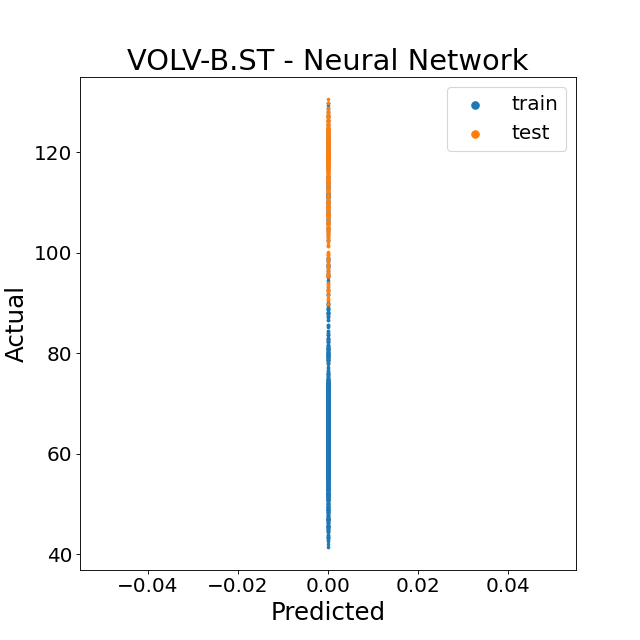 VOLV-B.ST - Neural Network
train
test
120
100
80
60
40
Actual
−0.04 −0.02 0.00 0.02 0.04
Predicted